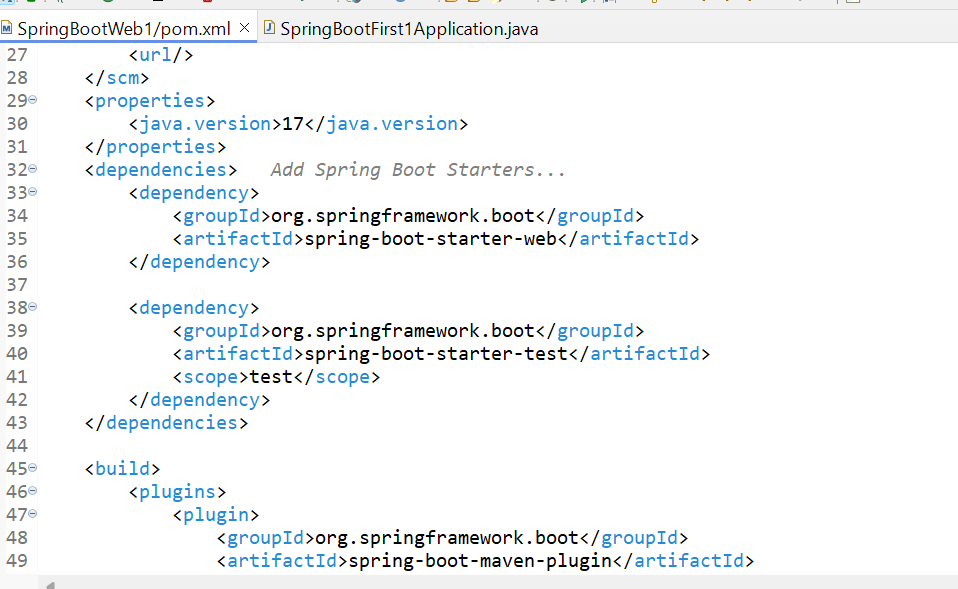 SpringBootWeb1/pom.xml SpringBootFirst1Application.java
27 <url/>
28 </scm>
29 <properties>
30 <java.version>17</java.version>
31 </properties>
32 <dependencies> Add Spring Boot Starters...
33 <dependency>
34 <groupId>org.springframework.boot</groupId>
35 <artifactId>spring-boot-starter-web</artifactId>
36 </dependency>
37
38 <dependency>
39 <groupId>org.springframework.boot</groupId>
40 <artifactId>spring-boot-starter-test</artifactId>
41 <scope>test</scope>
42 </dependency>
43 </dependencies>
44
45 <build>
46 <plugins>
47 <plugin>
48 <groupId>org.springframework.boot</groupId>
49 <artifactId>spring-boot-maven-plugin</artifactId>